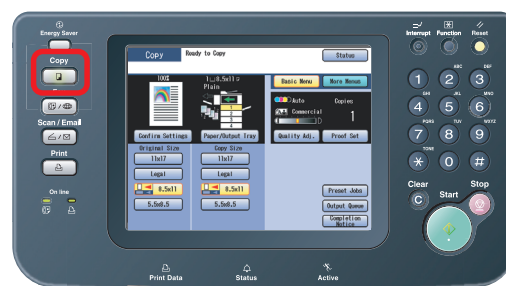 Energy Saver
Interrupt Function Reset
Copy
Scan / Email
Print
On line
Copy Ready to Copy Status
100% 1 8.5x11
Plain
Basic Menu More Menus
Auto Copies
Commercial 1
Confirm Settings Paper/Output Tray Quality Adj. Proof Set
Original Size Copy Size
11x17 11x17
Legal Legal
8.5x11 8.5x11
5.5x8.5 5.5x8.5
Preset Jobs
Output Queue
Completion
Notice
1 ABC 2 DEF 3
GHI 4 JKL 5 MNO 6
PQRS 7 TUV 8 WXYZ 9
TONE * 0 #
Clear Stop
C Start
Print Data Status Active